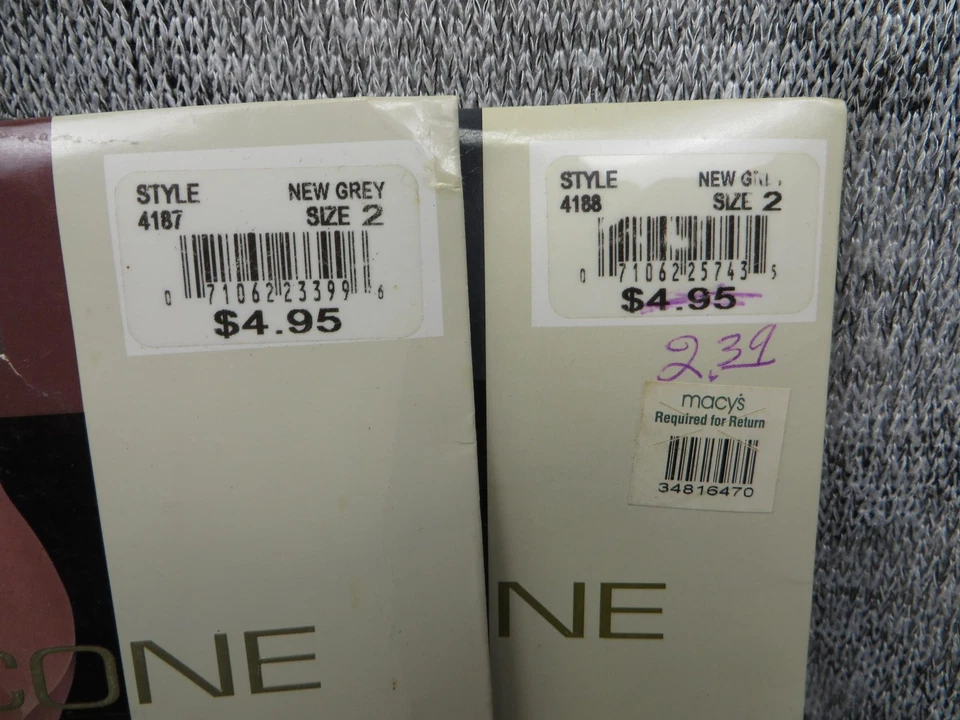 STYLE NEW GREY
4187 SIZE 2
0 71062 23399 6
$4.95
CONE
STYLE NEW
4188 SIZE 2
0 71062 25743 5
$4.95
2.39
macy's
Required for Return
34816470
NE